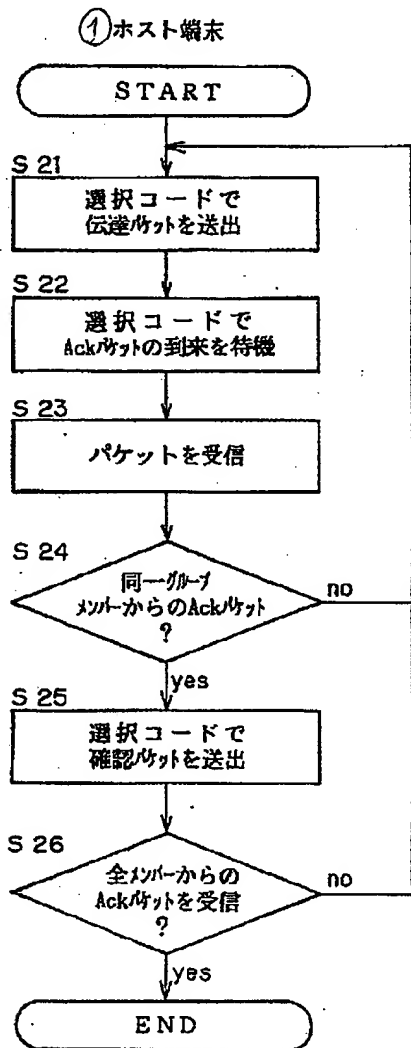 ①ホスト端末
START
S 21
選択コードで
伝達パケットを送出
S 22
選択コードで
Ackパケットの到来を待機
S 23
パケットを受信
S 24
同一グループ
メンバーからのAckパケット
?
no
yes
S 25
選択コードで
確認パケットを送出
S 26
全メンバーからの
Ackパケットを受信
?
no
yes
END